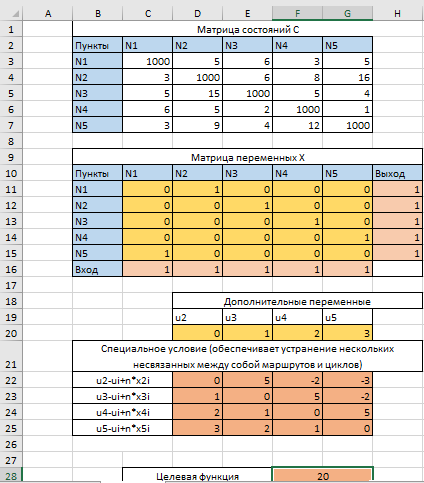 A B C D E F G H
1 Матрица состояний C
2 Пункты N1 N2 N3 N4 N5
3 N1 1000 5 6 3 5
4 N2 3 1000 6 8 16
5 N3 5 15 1000 5 4
6 N4 6 5 2 1000 1
7 N5 3 9 4 12 1000
8
9 Матрица переменных X
10 Пункты N1 N2 N3 N4 N5 Выход
11 N1 0 1 0 0 0 1
12 N2 0 0 1 0 0 1
13 N3 0 0 0 1 0 1
14 N4 0 0 0 0 1 1
15 N5 1 0 0 0 0 1
16 Вход 1 1 1 1 1
17
18 Дополнительные переменные
19 u2 u3 u4 u5
20 0 1 2 3
Специальное условие (обеспечивает устранение нескольких
21 несвязанных между собой маршрутов и циклов)
22 u2-ui+n*x2i 0 5 -2 -3
23 u3-ui+n*x3i 1 0 5 -2
24 u4-ui+n*x4i 2 1 0 5
25 u5-ui+n*x5i 3 2 1 0
26
27
28 Целевая функция 20